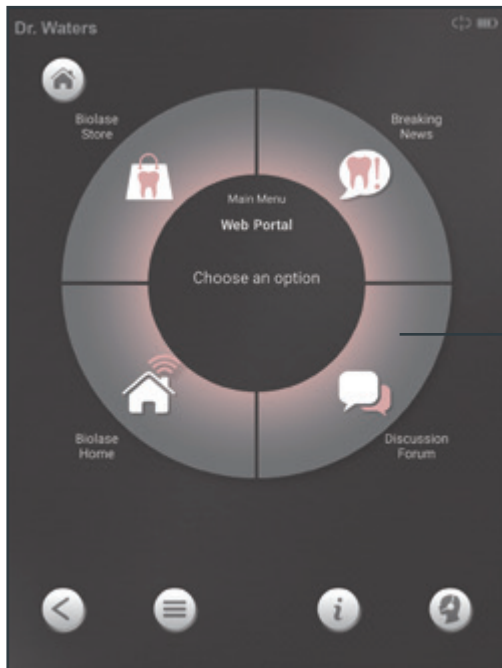 Dr. Waters
Biolase
Store
Breaking
News
Main Menu
Web Portal
Choose an option
Biolase
Home
Discussion
Forum